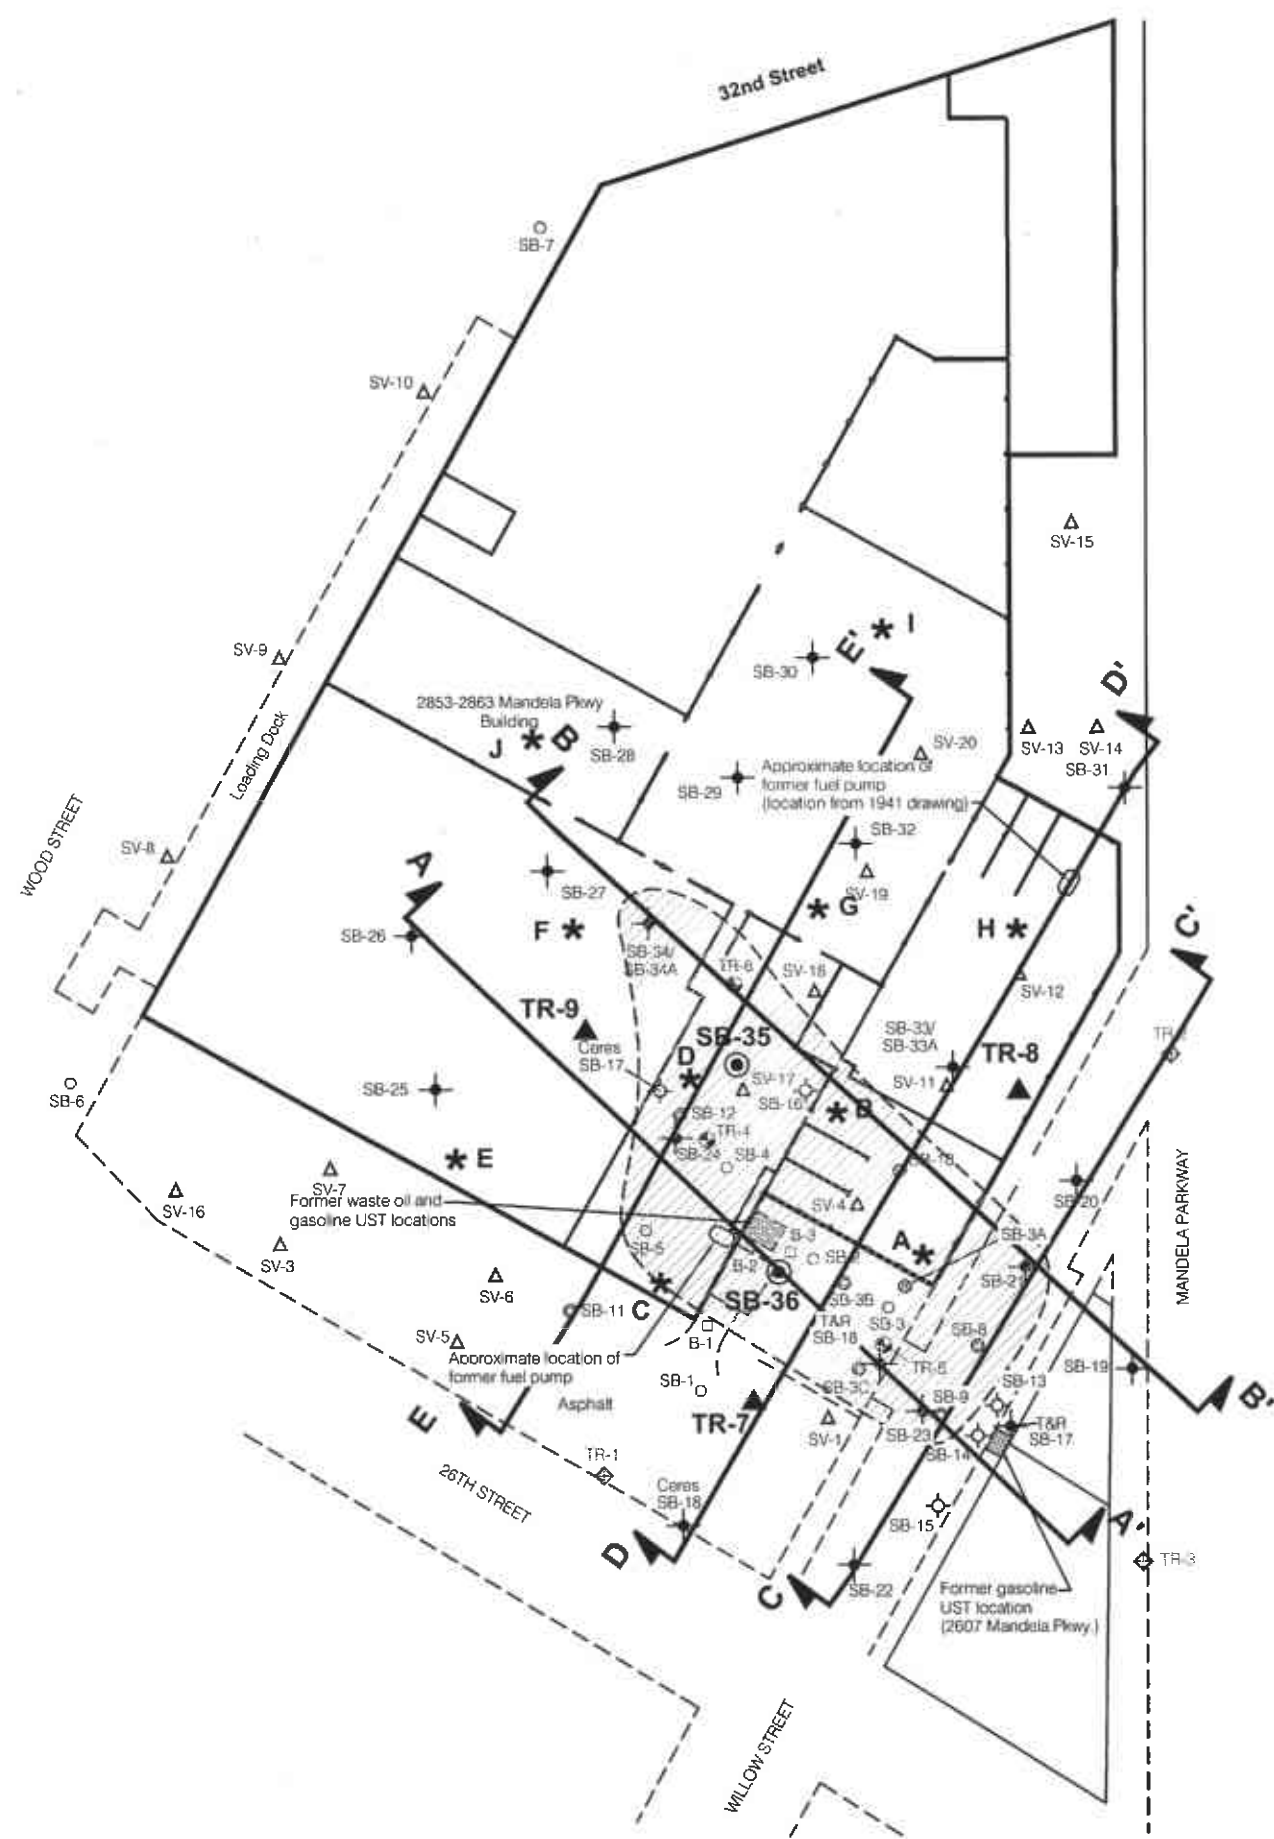 32nd Street
SB-7
SV-10
SV-15
SV-9
I
E'
SB-30
D'
2853-2863 Mandela Pkwy
Building
J
B
SB-28
SV-20
SV-13
SV-14
SB-31
Loading Dock
SB-29
Approximate location of
former fuel pump
(location from 1941 drawing)
SB-32
WOOD STREET
SV-8
A
SB-27
SV-19
G
C'
SB-26
F
H
SB-34/
SB-34A
TR-6
SV-18
SV-12
TR-9
SB-35
SB-33/
SB-33A
TR-8
Ceres
SB-17
D
SV-17
SV-11
SB-6
SB-25
SB-16
B
SB-12
TR-4
SB-24
SB-4
SB-18
E
SV-7
SB-20
SV-16
Former waste oil and
gasoline UST locations
SV-4
MANDELA PARKWAY
SV-3
SB-5
B-3
A
SB-3A
B-2
SB-2
SB-21
SV-6
SB-36
SB-11
C
SB-3B
SV-5
B-1
T&R
SB-18
SB-3
SB-8
Approximate location of
former fuel pump
TR-5
SB-19
SB-1
SB-3C
SB-13
Asphalt
SB-9
B'
E
TR-7
SV-1
SB-23
T&R
SB-17
SB-14
TR-1
26TH STREET
Ceres
SB-18
SB-15
A'
D
TR-3
C
SB-22
Former gasoline
UST location
(2607 Mandela Pkwy.)
WILLOW STREET